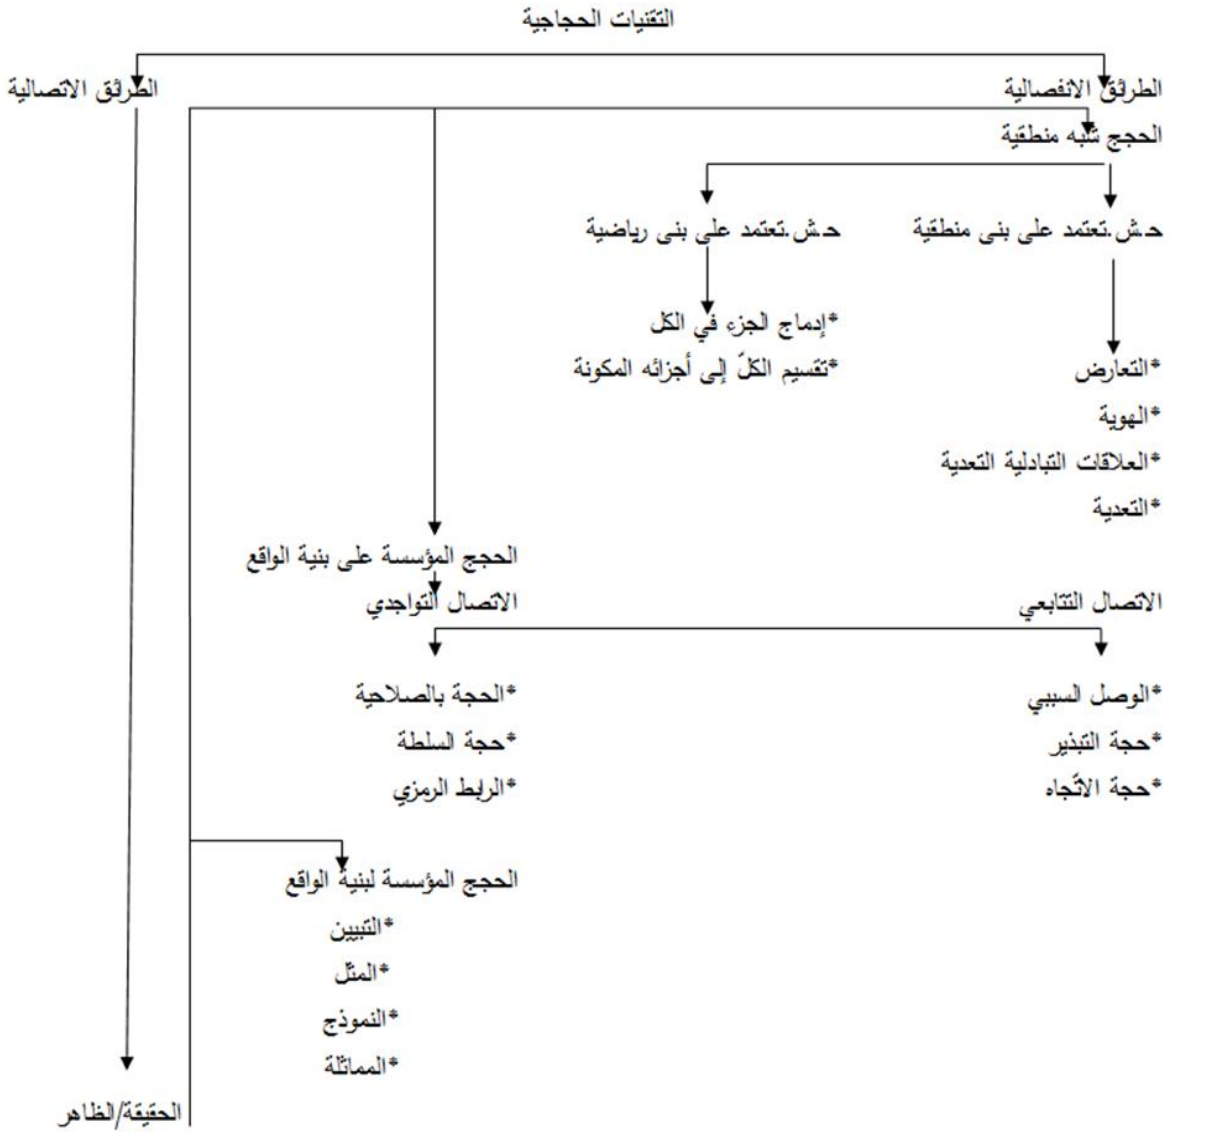 التقنيات الحجاجية
الطرائق الانفصالية
الطرائق الاتصالية
الحجج شبه منطقية
ح.ش.تعتمد على بنى منطقية
ح.ش.تعتمد على بنى رياضية
*إدماج الجزء في الكل
*تقسيم الكلّ إلى أجزائه المكونة
*التعارض
*الهوية
*العلاقات التبادلية التعدية
*التعدية
الحجج المؤسسة على بنية الواقع
الاتصال التتابعي
الاتصال التواجدي
*الوصل السببي
*الحجة بالصلاحية
*حجة التبذير
*حجة السلطة
*حجة الاتّجاه
*الرابط الرمزي
الحجج المؤسسة لبنية الواقع
*التبيين
*المثّل
*النموذج
*المماثلة
الحقيقة/الظاهر